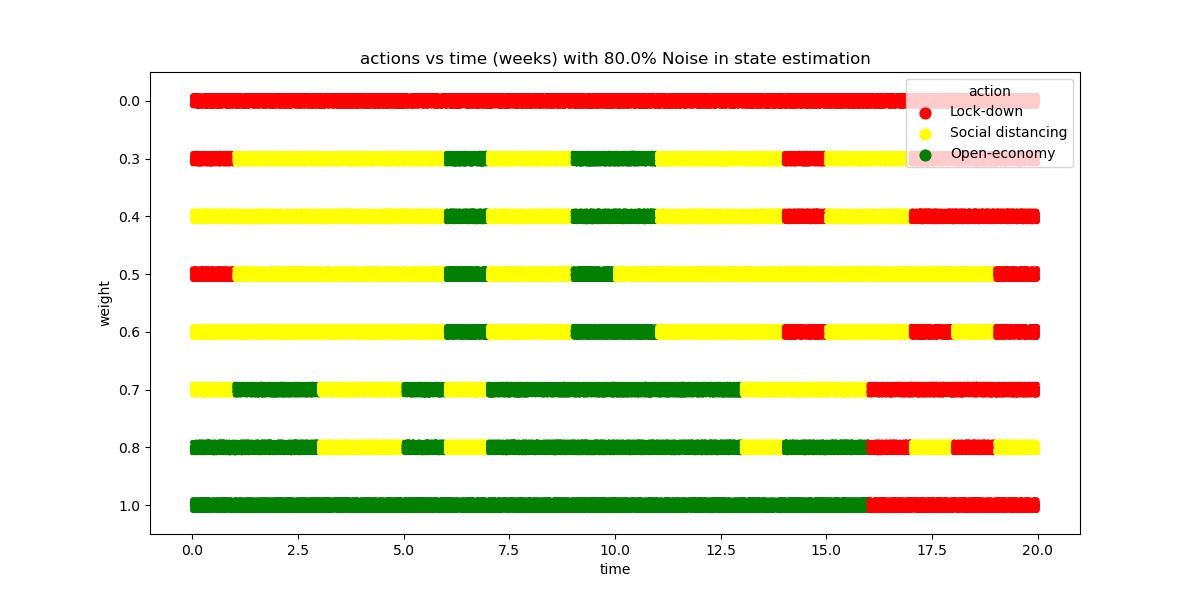 actions vs time (weeks) with 80.0% Noise in state estimation
action
Lock-down
Social distancing
Open-economy
weight
0.0
0.3
0.4
0.5
0.6
0.7
0.8
1.0
0.0 2.5 5.0 7.5 10.0 12.5 15.0 17.5 20.0
time